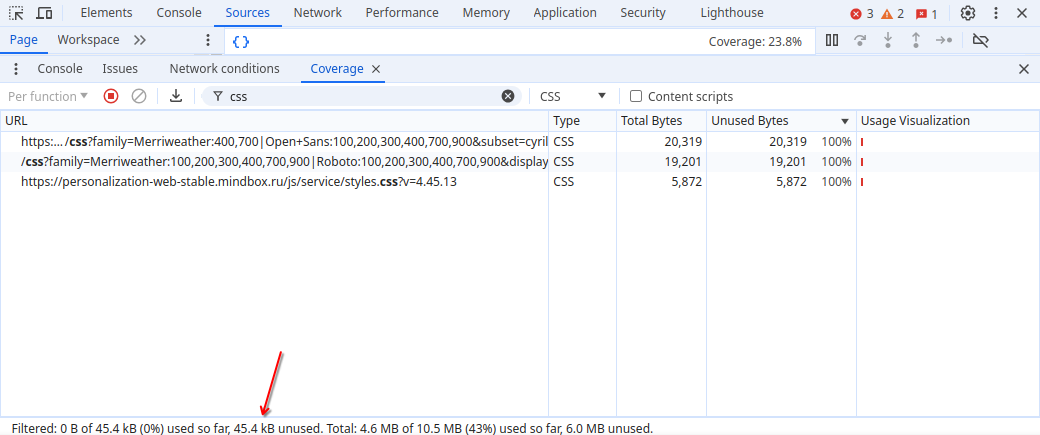 Elements Console Sources Network Performance Memory Application Security Lighthouse 3 2 1
Page Workspace {} Coverage: 23.8%
Console Issues Network conditions Coverage
Per function css CSS Content scripts
URL Type Total Bytes Unused Bytes Usage Visualization
https:… /css?family=Merriweather:400,700|Open+Sans:100,200,300,400,700,900&subset=cyril CSS 20,319 20,319 100%
/css?family=Merriweather:100,200,300,400,700,900|Roboto:100,200,300,400,700,900&display CSS 19,201 19,201 100%
https://personalization-web-stable.mindbox.ru/js/service/styles.css?v=4.45.13 CSS 5,872 5,872 100%
Filtered: 0 B of 45.4 kB (0%) used so far, 45.4 kB unused. Total: 4.6 MB of 10.5 MB (43%) used so far, 6.0 MB unused.